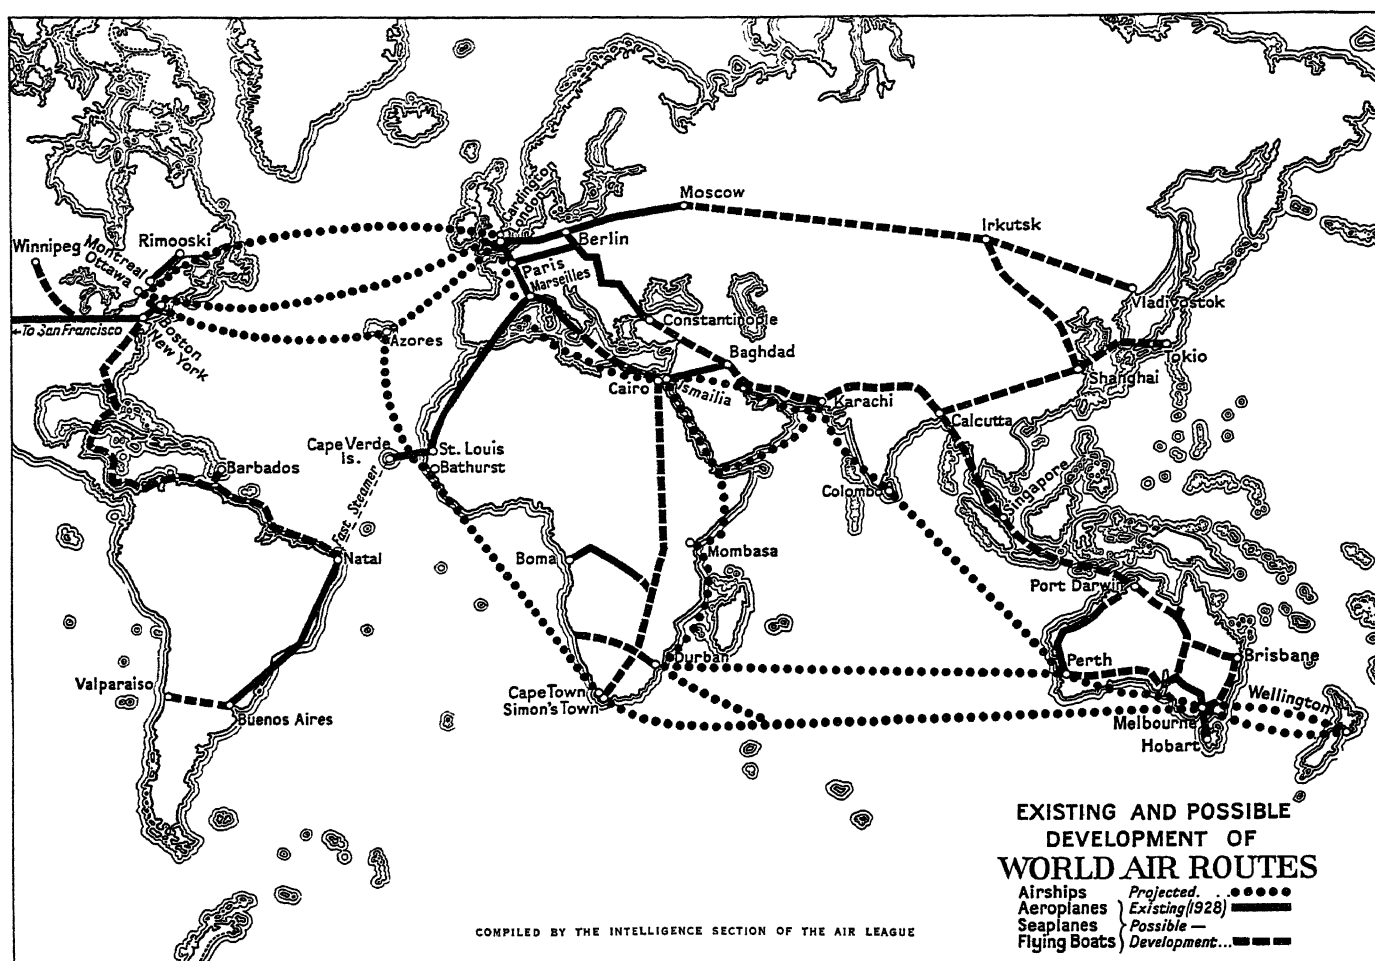 Moscow
Cardington
London
Irkutsk
Winnipeg
Montreal
Ottawa
Rimooski
Berlin
Paris
Marseilles
Vladivostok
←To San Francisco
Boston
New York
Azores
Constantinople
Baghdad
Tokio
Shanghai
Cairo
Ismailia
Karachi
Calcutta
Cape Verde
Is.
St. Louis
Bathurst
Barbados
Colombo
Singapore
Fast Steamer
Natal
Boma
Mombasa
Port Darwin
Durban
Perth
Brisbane
Valparaiso
Buenos Aires
Cape Town
Simon's Town
Wellington
Melbourne
Hobart
EXISTING AND POSSIBLE
DEVELOPMENT OF
WORLD AIR ROUTES
Airships Projected. . .
Aeroplanes Existing (1928)
Seaplanes Possible —
Flying Boats Development...
COMPILED BY THE INTELLIGENCE SECTION OF THE AIR LEAGUE